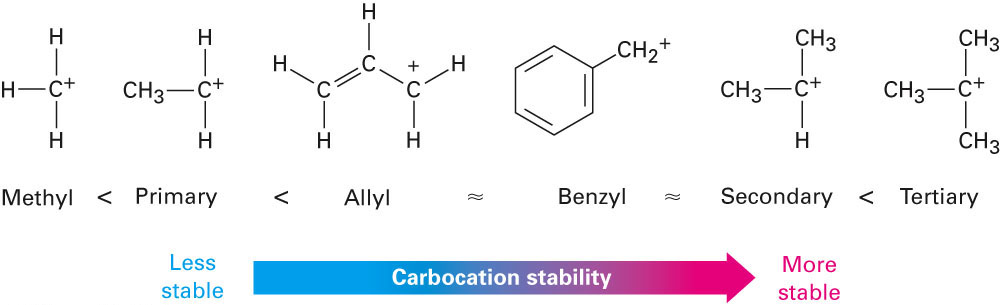 H H H CH3 CH3
H H CH2+
H—C+ CH3—C+ C C + H CH3—C+ CH3—C+
H H H H H CH3
Methyl < Primary < Allyl ≈ Benzyl ≈ Secondary < Tertiary
Less stable Carbocation stability More stable